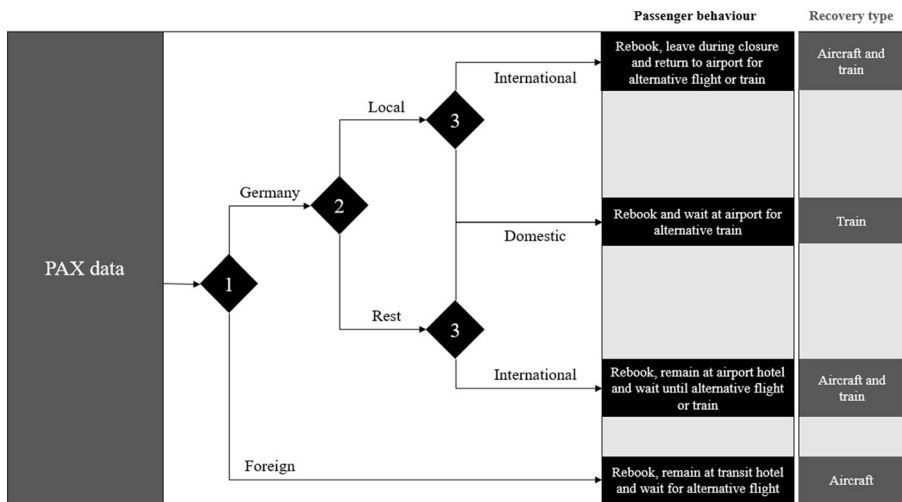 Passenger behaviour
Recovery type
Rebook, leave during closure
and return to airport for
alternative flight or train
Aircraft and
train
International
Local
3
Germany
2
Rebook and wait at airport for
alternative train
Train
Domestic
PAX data
1
Rest
3
International
Rebook, remain at airport hotel
and wait until alternative flight
or train
Aircraft and
train
Foreign
Rebook, remain at transit hotel
and wait for alternative flight
Aircraft